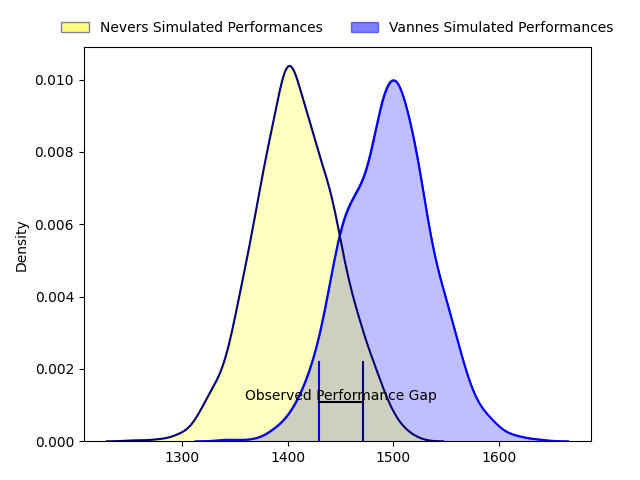 Nevers Simulated Performances Vannes Simulated Performances
0.010
0.008
0.006
0.004
0.002
0.000
Density
Observed Performance Gap
1300 1400 1500 1600